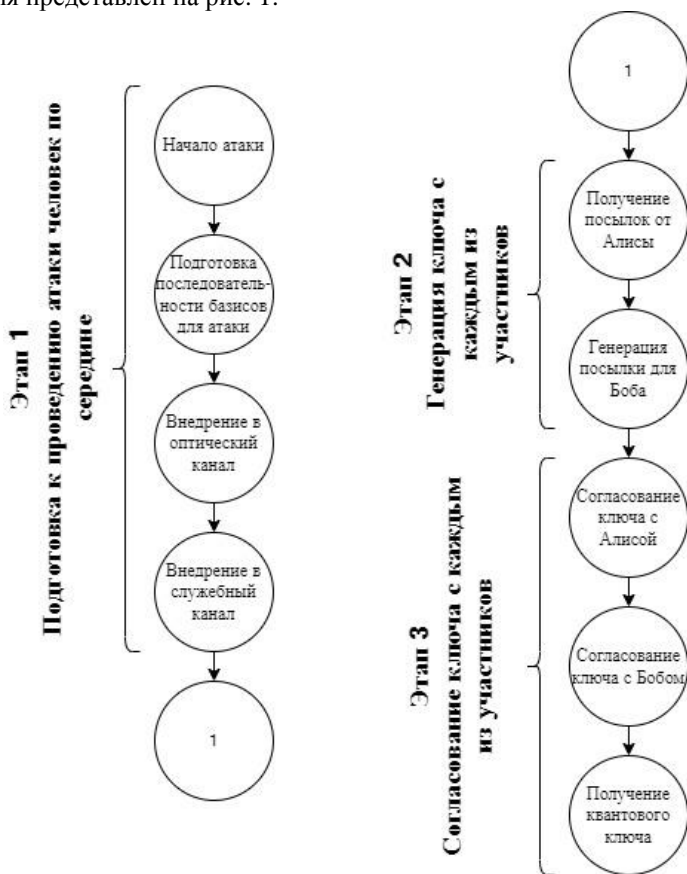 я представлен на рис. 1.
Этап 1
Подготовка к проведению атаки человек по
середине
Начало атаки
Подготовка
последователь-
ности базисов
для атаки
Внедрение в
оптический
канал
Внедрение в
служебный
канал
1
1
Этап 2
Генерация ключа с
каждым из
участников
Получение
посылок от
Алисы
Генерация
посылки для
Боба
Этап 3
Согласование ключа с каждым
из участников
Согласование
ключа с
Алисой
Согласование
ключа с Бобом
Получение
квантового
ключа